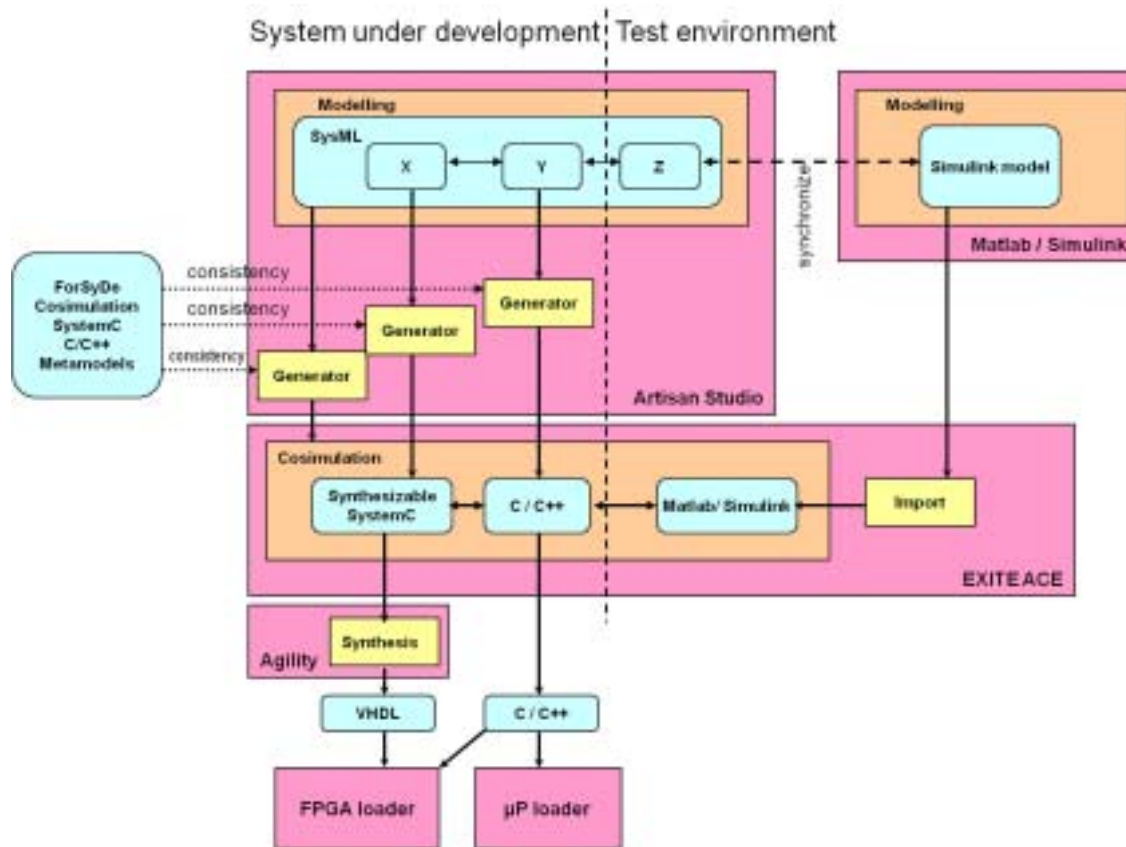 System under development
Test environment
Modelling
SysML
X
Y
Z
synchronize
Modelling
Simulink model
Matlab / Simulink
ForSyDe
Cosimulation
SystemC
C/C++
Metamodels
consistency
consistency
consistency
Generator
Generator
Generator
Artisan Studio
Cosimulation
Synthesizable
SystemC
C / C++
Matlab/ Simulink
Import
EXITEACE
Synthesis
Agility
VHDL
C / C++
FPGA loader
µP loader